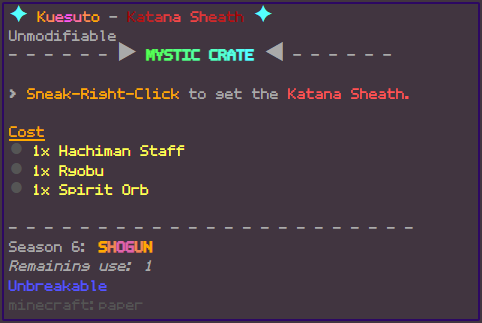 ✦ Kuesuto - Katana Sheath ✦
Unmodifiable
- - - - - - ▶ MYSTIC CRATE ◀ - - - - - -
› Sneak-Right-Click to set the Katana Sheath.
Cost
● 1x Hachiman Staff
● 1x Ryobu
● 1x Spirit Orb
- - - - - - - - - - - - - - - - - - - - - - - -
Season 6: SHOGUN
Remaining use: 1
Unbreakable
minecraft:paper